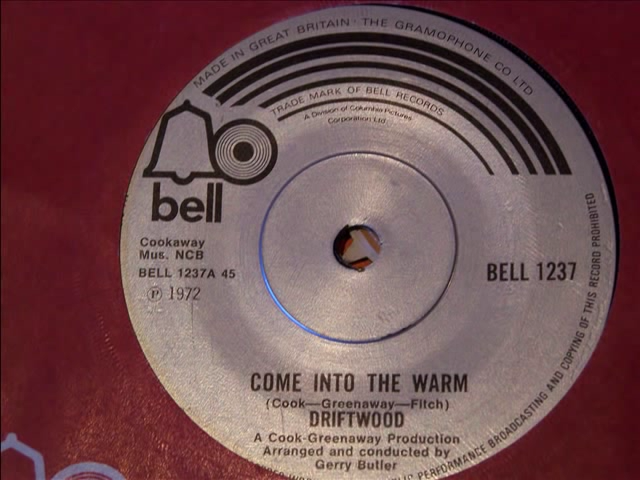 MADE IN GREAT BRITAIN · THE GRAMOPHONE CO LTD
TRADE MARK OF BELL RECORDS
A Division of Columbia Pictures
Corporation Ltd.
bell
Cookaway
Mus. NCB
BELL 1237A 45
℗ 1972
BELL 1237
COME INTO THE WARM
(Cook—Greenaway—Fitch)
DRIFTWOOD
A Cook-Greenaway Production
Arranged and conducted by
Gerry Butler
PERFORMANCE BROADCASTING AND COPYING OF THIS RECORD PROHIBITED